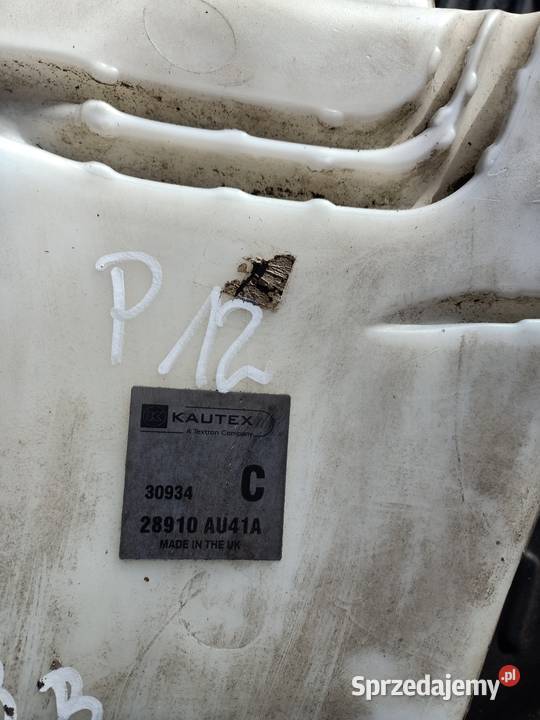 P12
KAUTEX
A Textron Company
30934 C
28910 AU41A
MADE IN THE UK
B
Sprzedajemy.pl